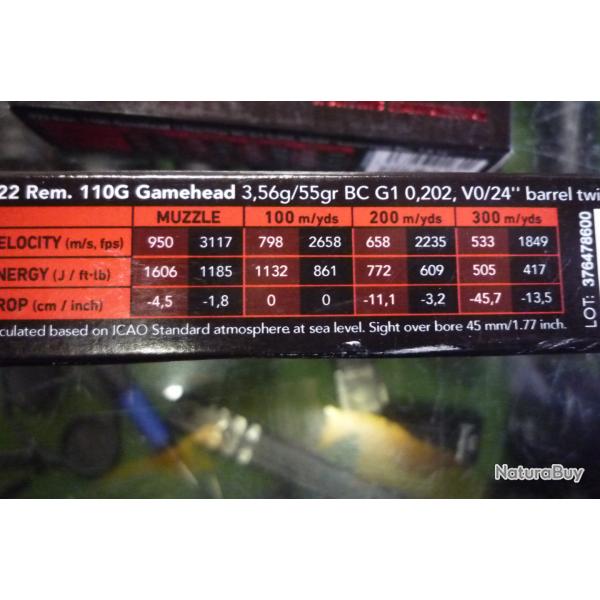 22 Rem. 110G Gamehead 3,56g/55gr BC G1 0,202, V0/24'' barrel twi
MUZZLE 100 m/yds 200 m/yds 300 m/yds
ELOCITY (m/s, fps) 950 3117 798 2658 658 2235 533 1849
NERGY (J / ft-lb) 1606 1185 1132 861 772 609 505 417
ROP (cm / inch) -4,5 -1,8 0 0 -11,1 -3,2 -45,7 -13,5
culated based on ICAO Standard atmosphere at sea level. Sight over bore 45 mm/1.77 inch.
LOT: 376478600
NaturaBuy